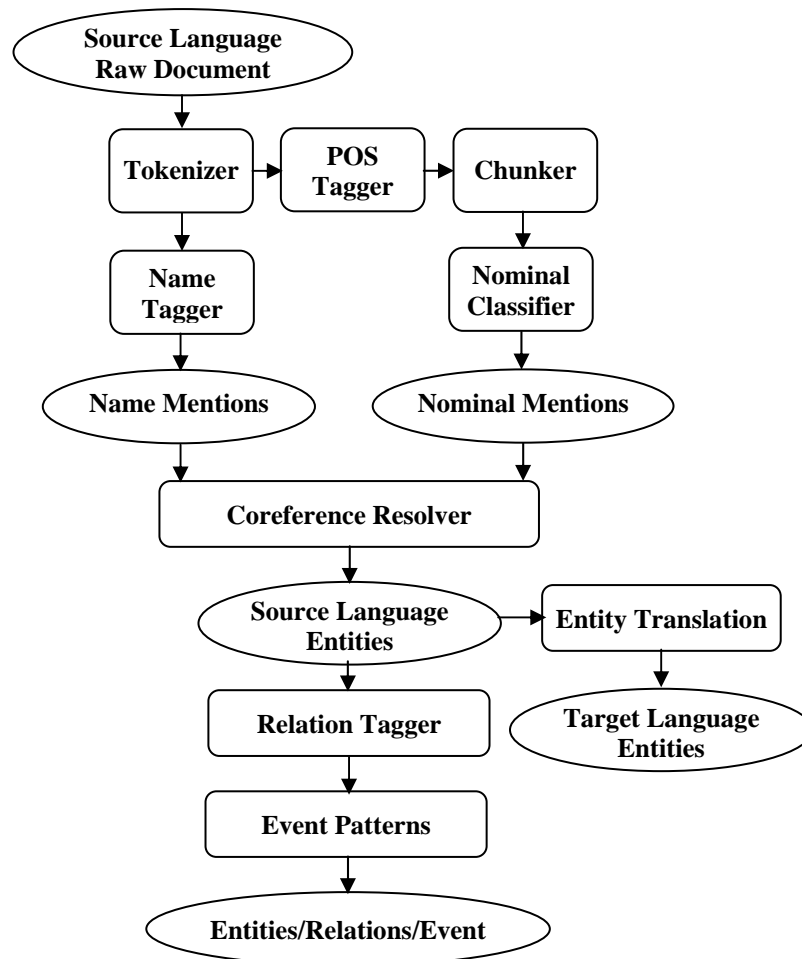 Source Language
Raw Document
Tokenizer
POS
Tagger
Chunker
Name
Tagger
Nominal
Classifier
Name Mentions
Nominal Mentions
Coreference Resolver
Source Language
Entities
Entity Translation
Relation Tagger
Target Language
Entities
Event Patterns
Entities/Relations/Event